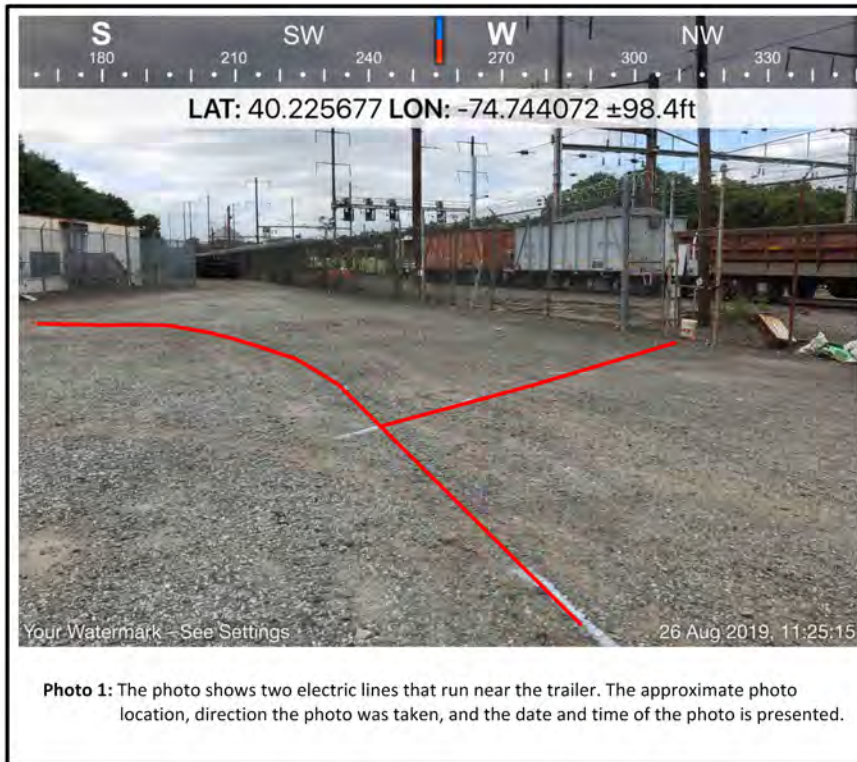 S SW W NW
180 210 240 270 300 330
LAT: 40.225677 LON: -74.744072 ±98.4ft
Your Watermark - See Settings
26 Aug 2019, 11:25:15
Photo 1: The photo shows two electric lines that run near the trailer. The approximate photo
location, direction the photo was taken, and the date and time of the photo is presented.